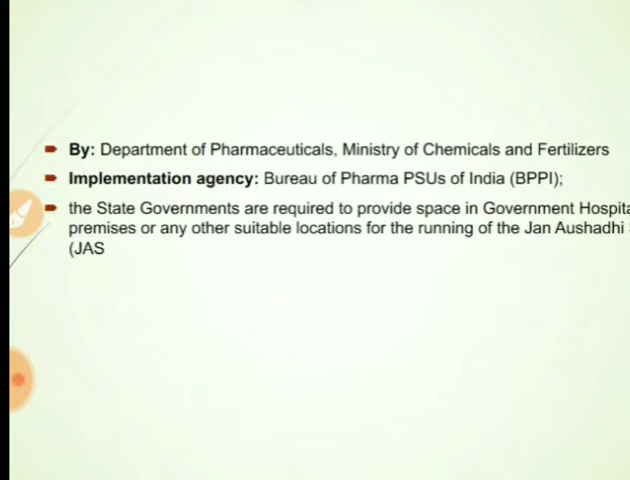 By: Department of Pharmaceuticals, Ministry of Chemicals and Fertilizers
Implementation agency: Bureau of Pharma PSUs of India (BPPI);
the State Governments are required to provide space in Government
premises or any other suitable locations for the running of the Jan Aushadhi
(JAS